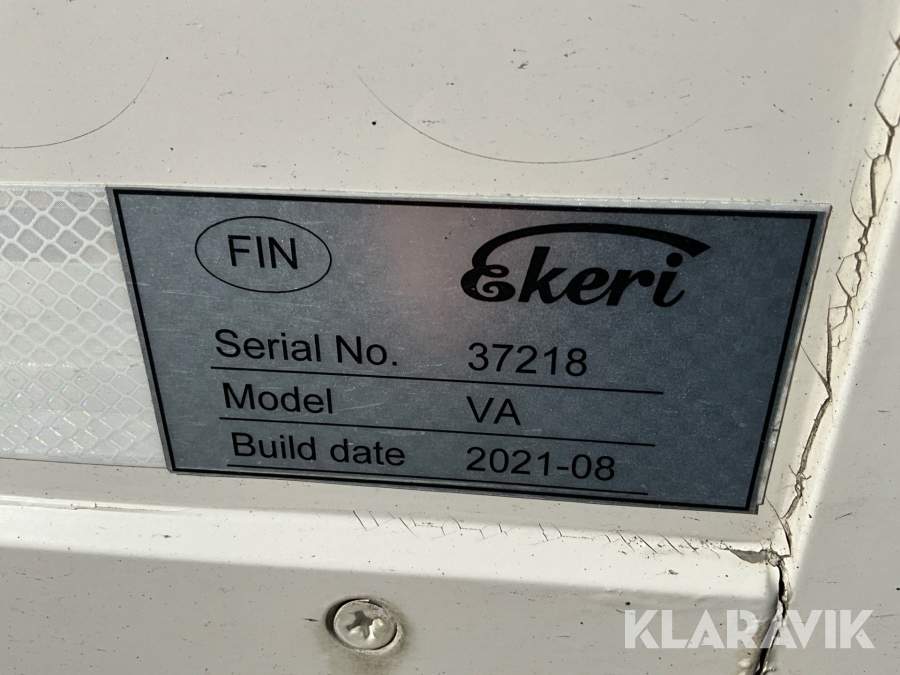 FIN
Ekeri
Serial No. 37218
Model VA
Build date 2021-08
KLARAVIK